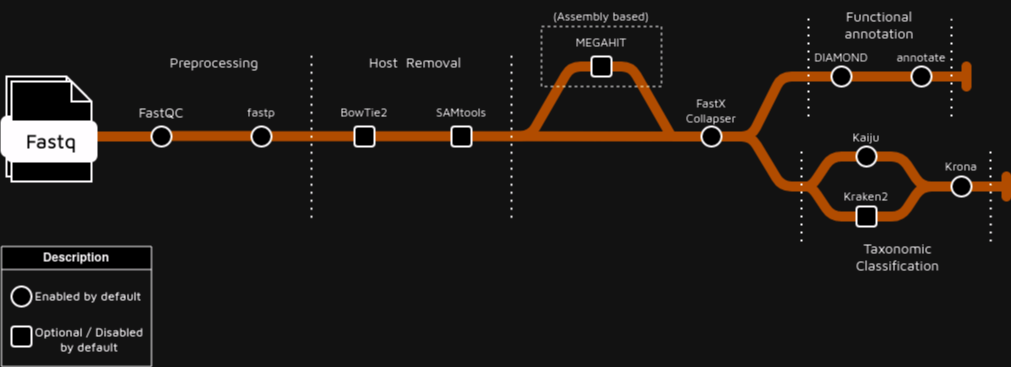 (Assembly based)
MEGAHIT
Functional
annotation
DIAMOND
annotate
Preprocessing
Host Removal
FastQC
fastp
BowTie2
SAMtools
FastX
Collapser
Fastq
Kaiju
Kraken2
Krona
Taxonomic
Classification
Description
Enabled by default
Optional / Disabled
by default